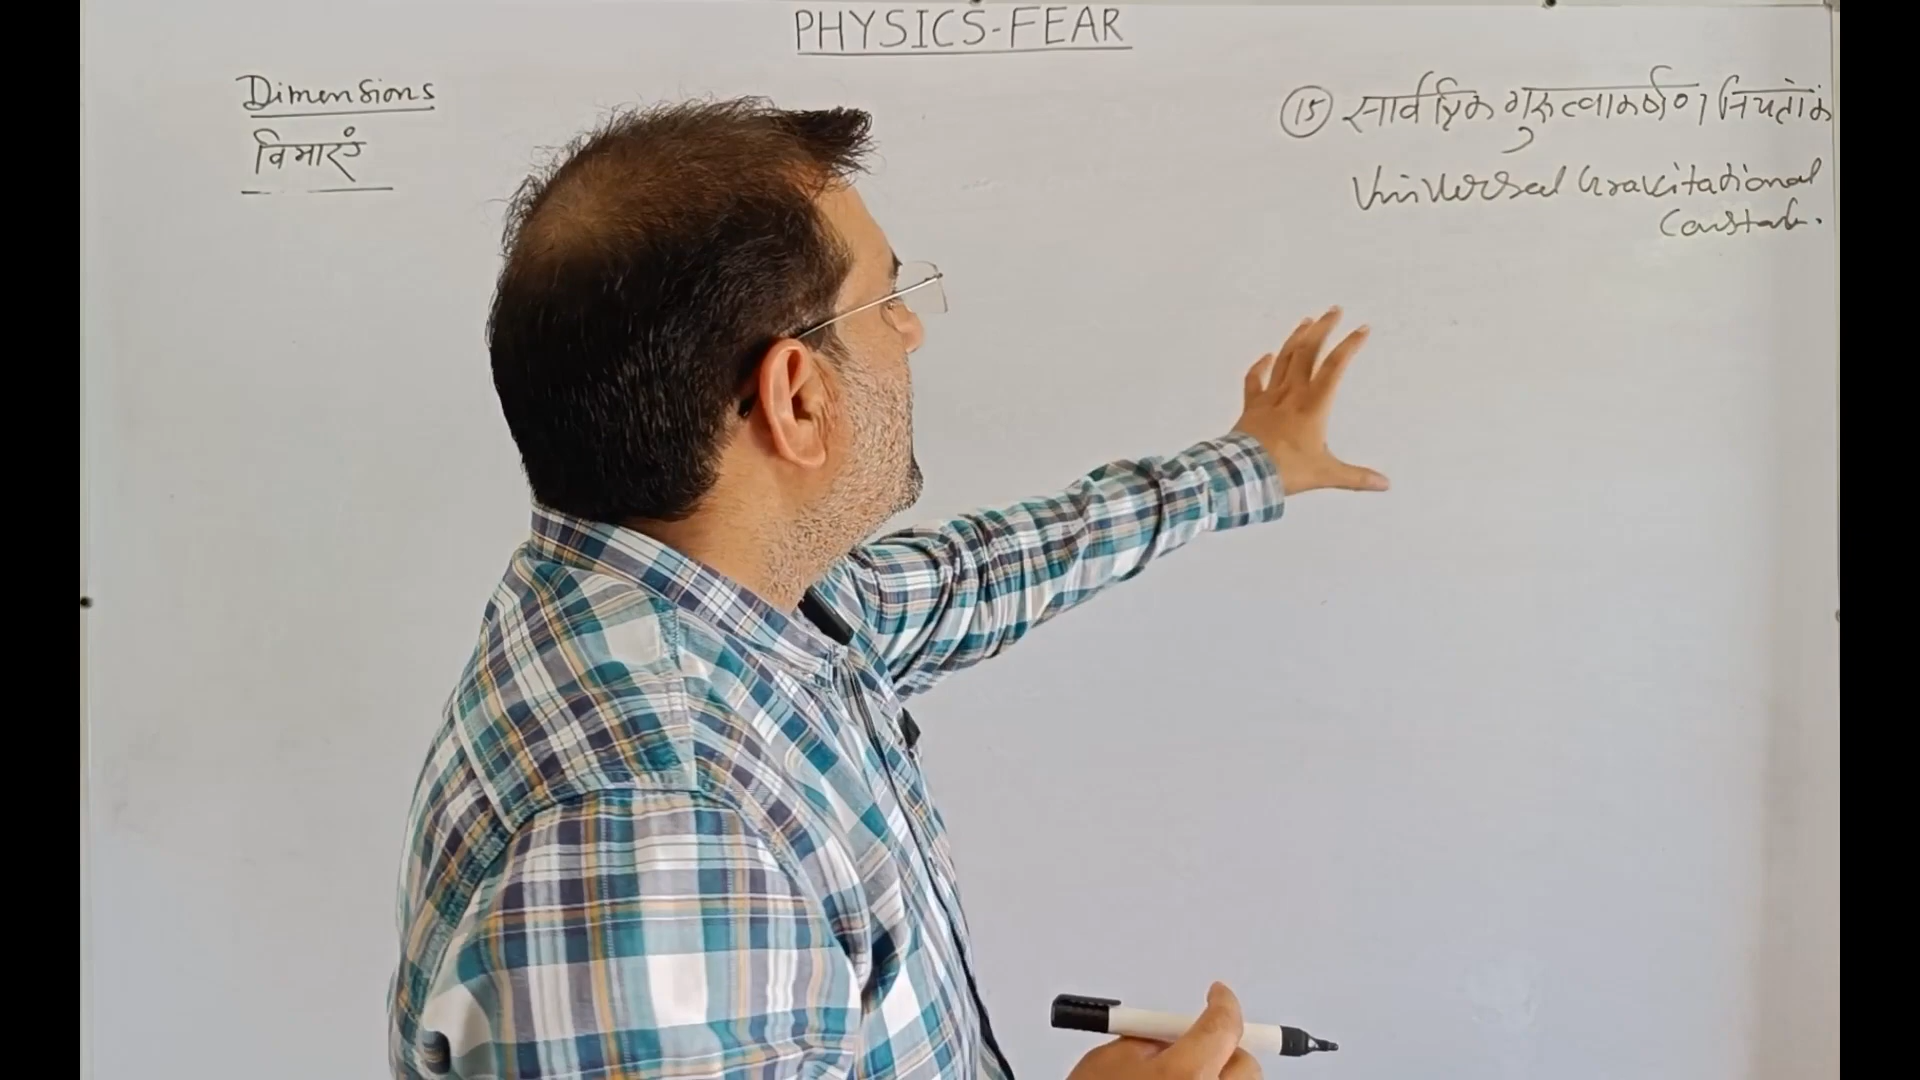 PHYSICS-FEAR
Dimensions
विमाएं
(15) सार्वत्रिक गुरुत्वाकर्षण नियतांक
Universal Gravitational
Constant.